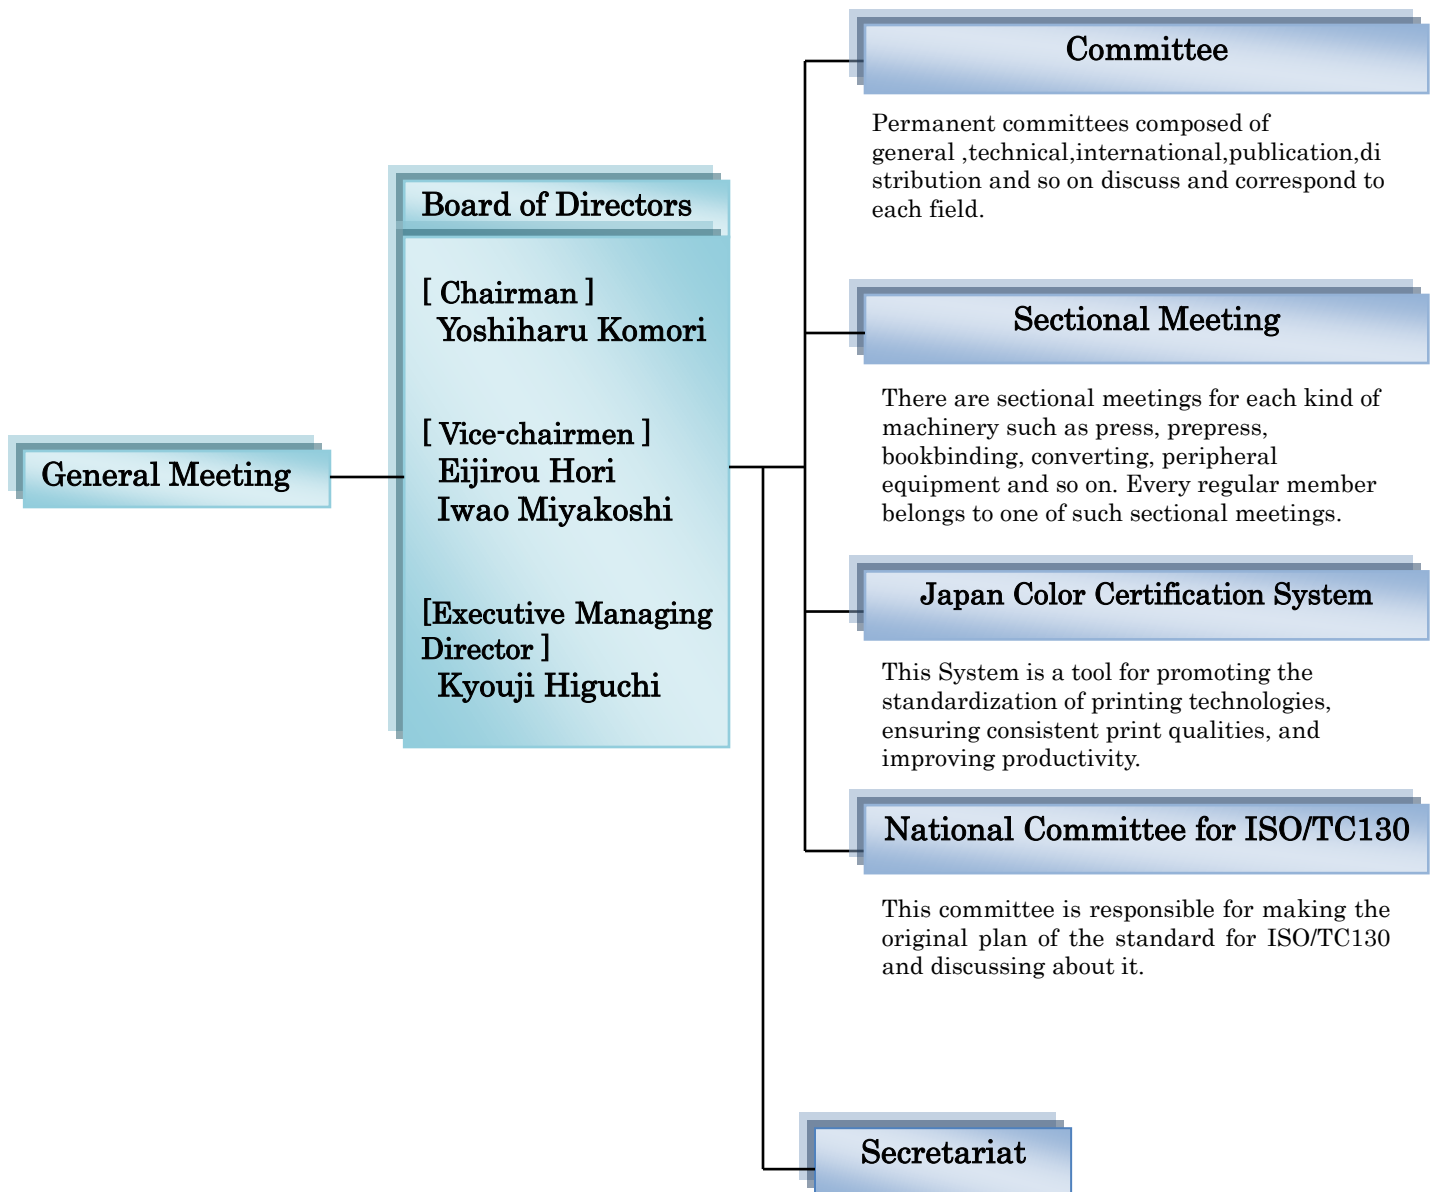 General Meeting
Board of Directors
[ Chairman ]
Yoshiharu Komori
[ Vice-chairmen ]
Eijirou Hori
Iwao Miyakoshi
[Executive Managing
Director ]
Kyouji Higuchi
Committee
Permanent committees composed of
general ,technical,international,publication,di
stribution and so on discuss and correspond to
each field.
Sectional Meeting
There are sectional meetings for each kind of
machinery such as press, prepress,
bookbinding, converting, peripheral
equipment and so on. Every regular member
belongs to one of such sectional meetings.
Japan Color Certification System
This System is a tool for promoting the
standardization of printing technologies,
ensuring consistent print qualities, and
improving productivity.
National Committee for ISO/TC130
This committee is responsible for making the
original plan of the standard for ISO/TC130
and discussing about it.
Secretariat